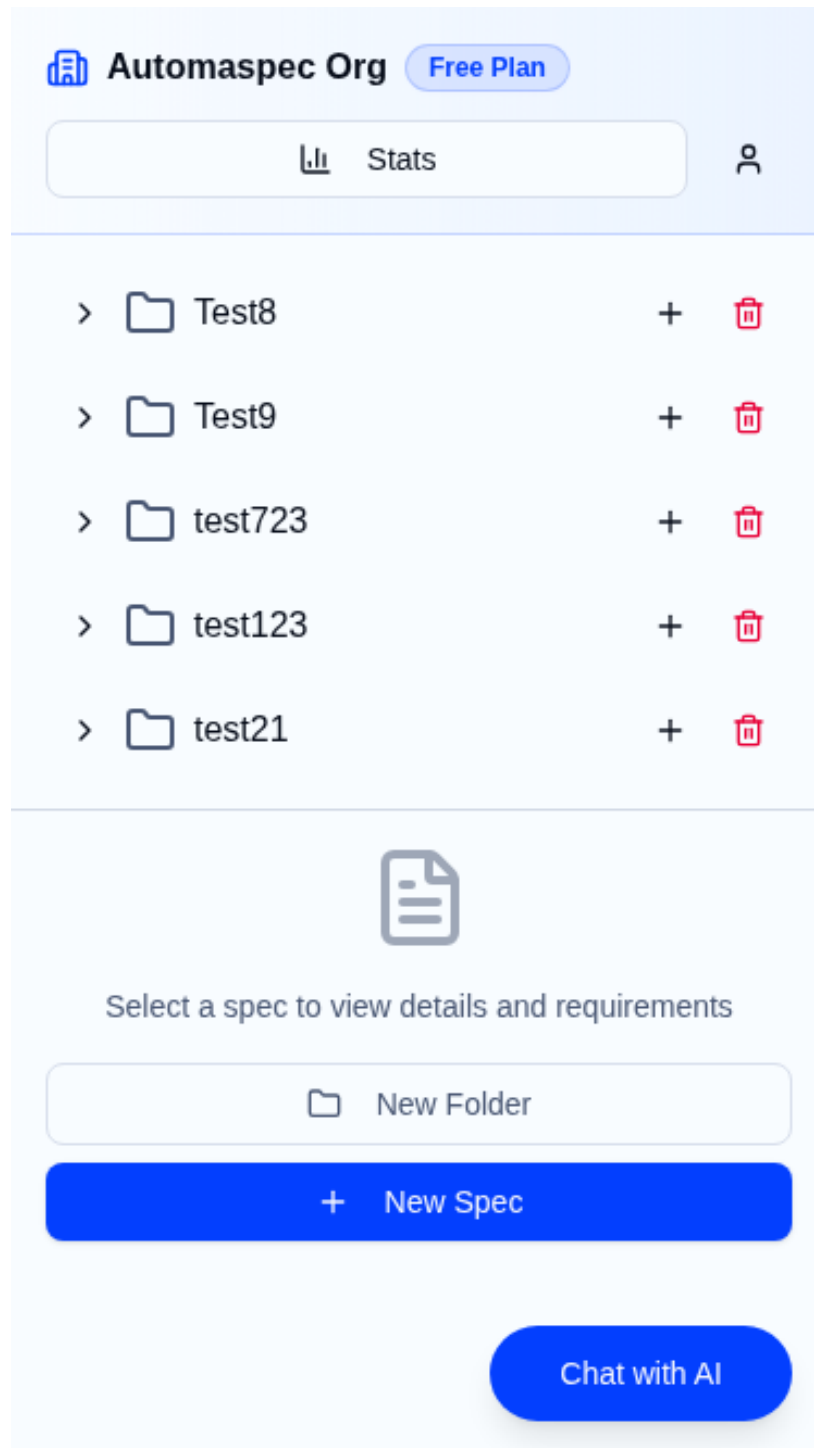 Automaspec Org Free Plan
Stats
Test8
Test9
test723
test123
test21
Select a spec to view details and requirements
New Folder
New Spec
Chat with AI